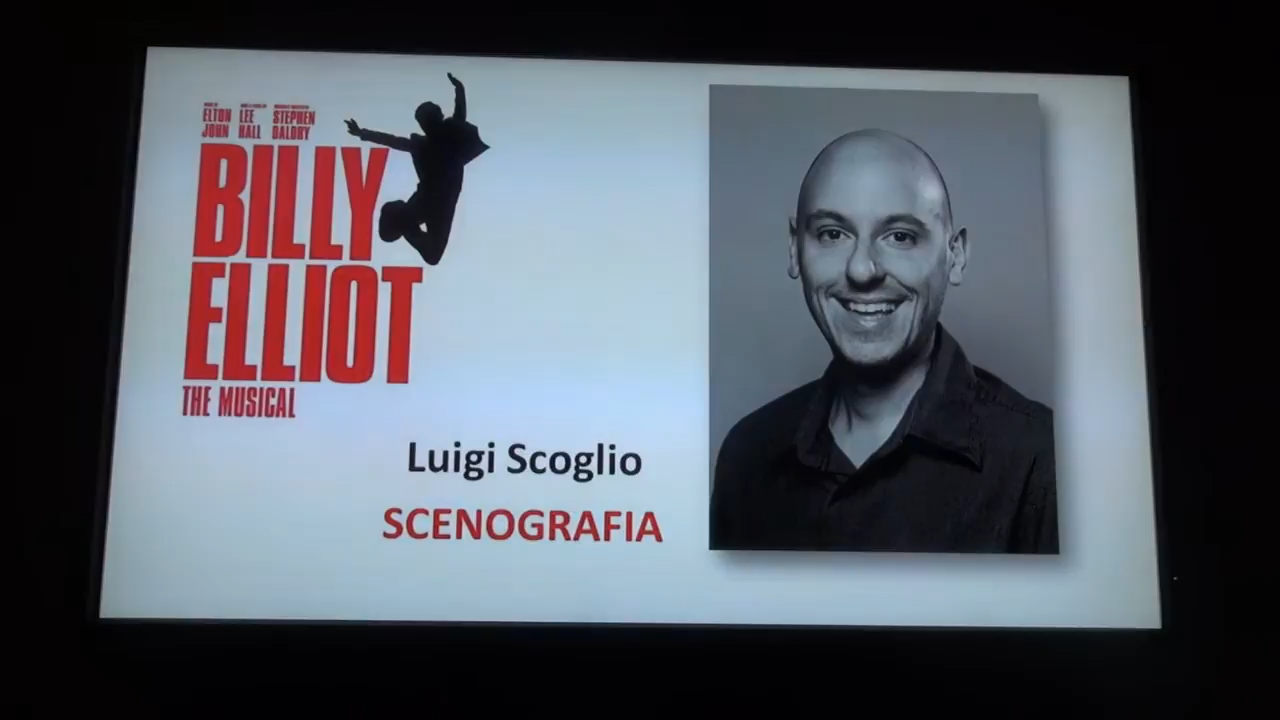 ELTON JOHN
LEE HALL
STEPHEN DALDRY
BILLY
ELLIOT
THE MUSICAL
Luigi Scoglio
SCENOGRAFIA